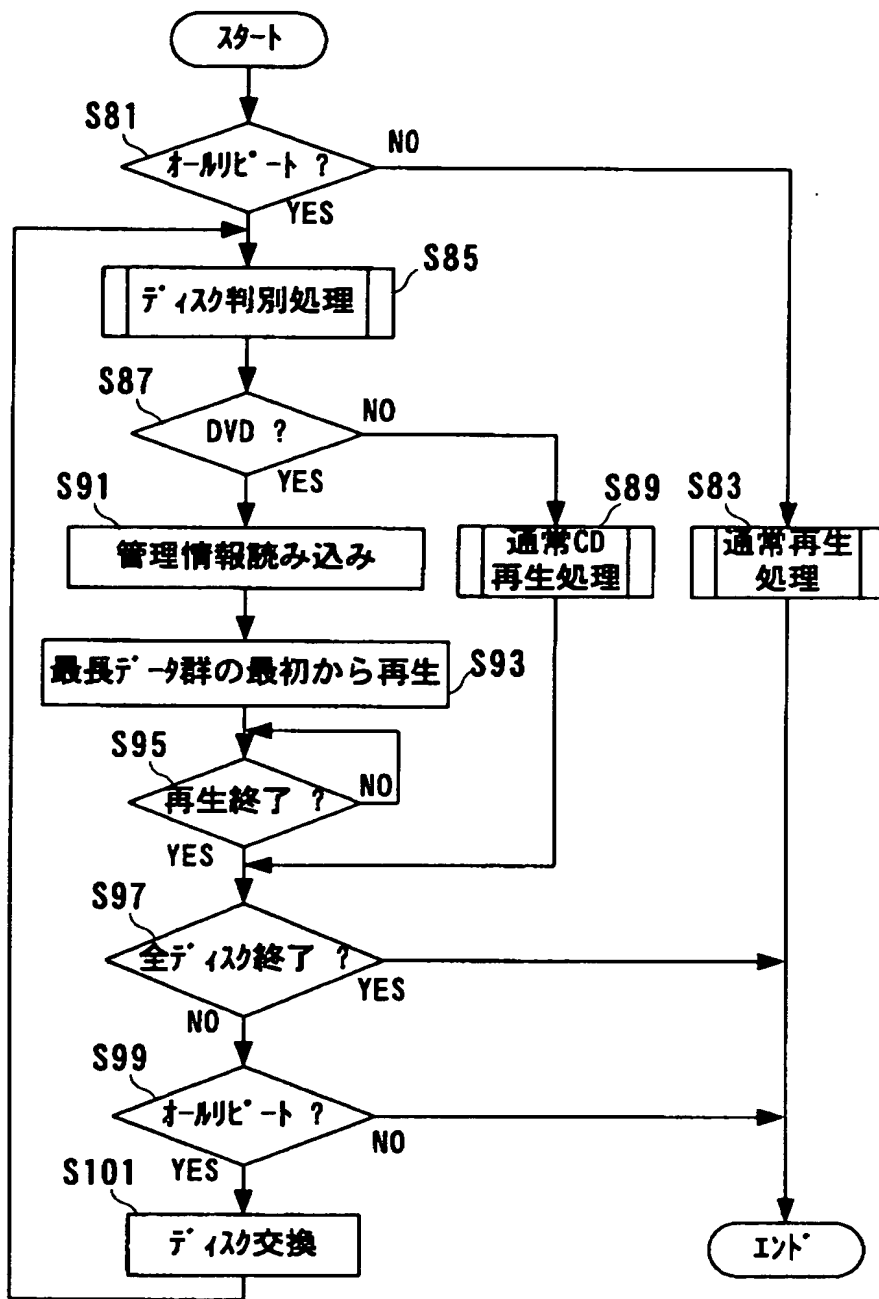 スタート
S81
オールリピート ?
NO
YES
S85
ディスク判別処理
S87
DVD ?
NO
YES
S91
管理情報読み込み
S89
通常CD
再生処理
S83
通常再生
処理
最長データ群の最初から再生
S93
S95
再生終了 ?
NO
YES
S97
全ディスク終了 ?
YES
NO
S99
オールリピート ?
NO
YES
S101
ディスク交換
エンド